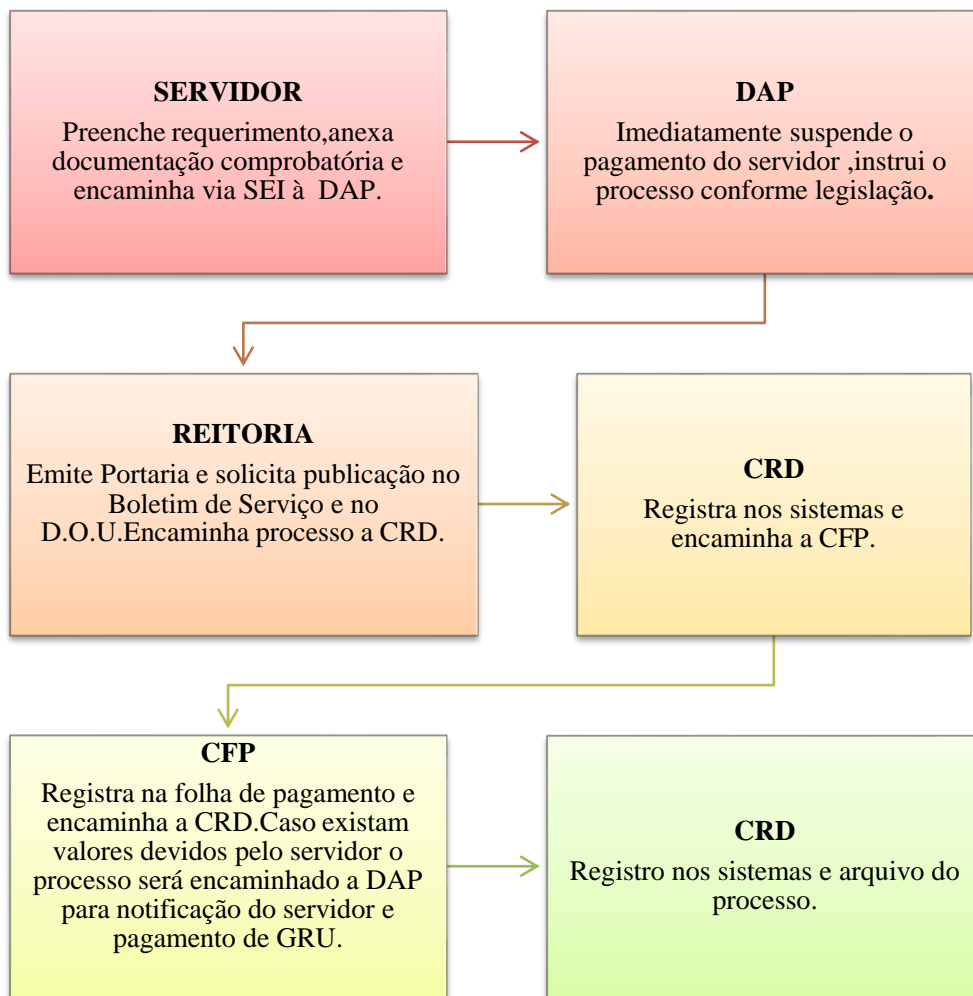 SERVIDOR
Preenche requerimento,anexa
documentação comprobatória e
encaminha via SEI à DAP.
DAP
Imediatamente suspende o
pagamento do servidor ,instrui o
processo conforme legislação.
REITORIA
Emite Portaria e solicita publicação no
Boletim de Serviço e no
D.O.U.Encaminha processo a CRD.
CRD
Registra nos sistemas e
encaminha a CFP.
CFP
Registra na folha de pagamento e
encaminha a CRD.Caso existam
valores devidos pelo servidor o
processo será encaminhado a DAP
para notificação do servidor e
pagamento de GRU.
CRD
Registro nos sistemas e arquivo do
processo.